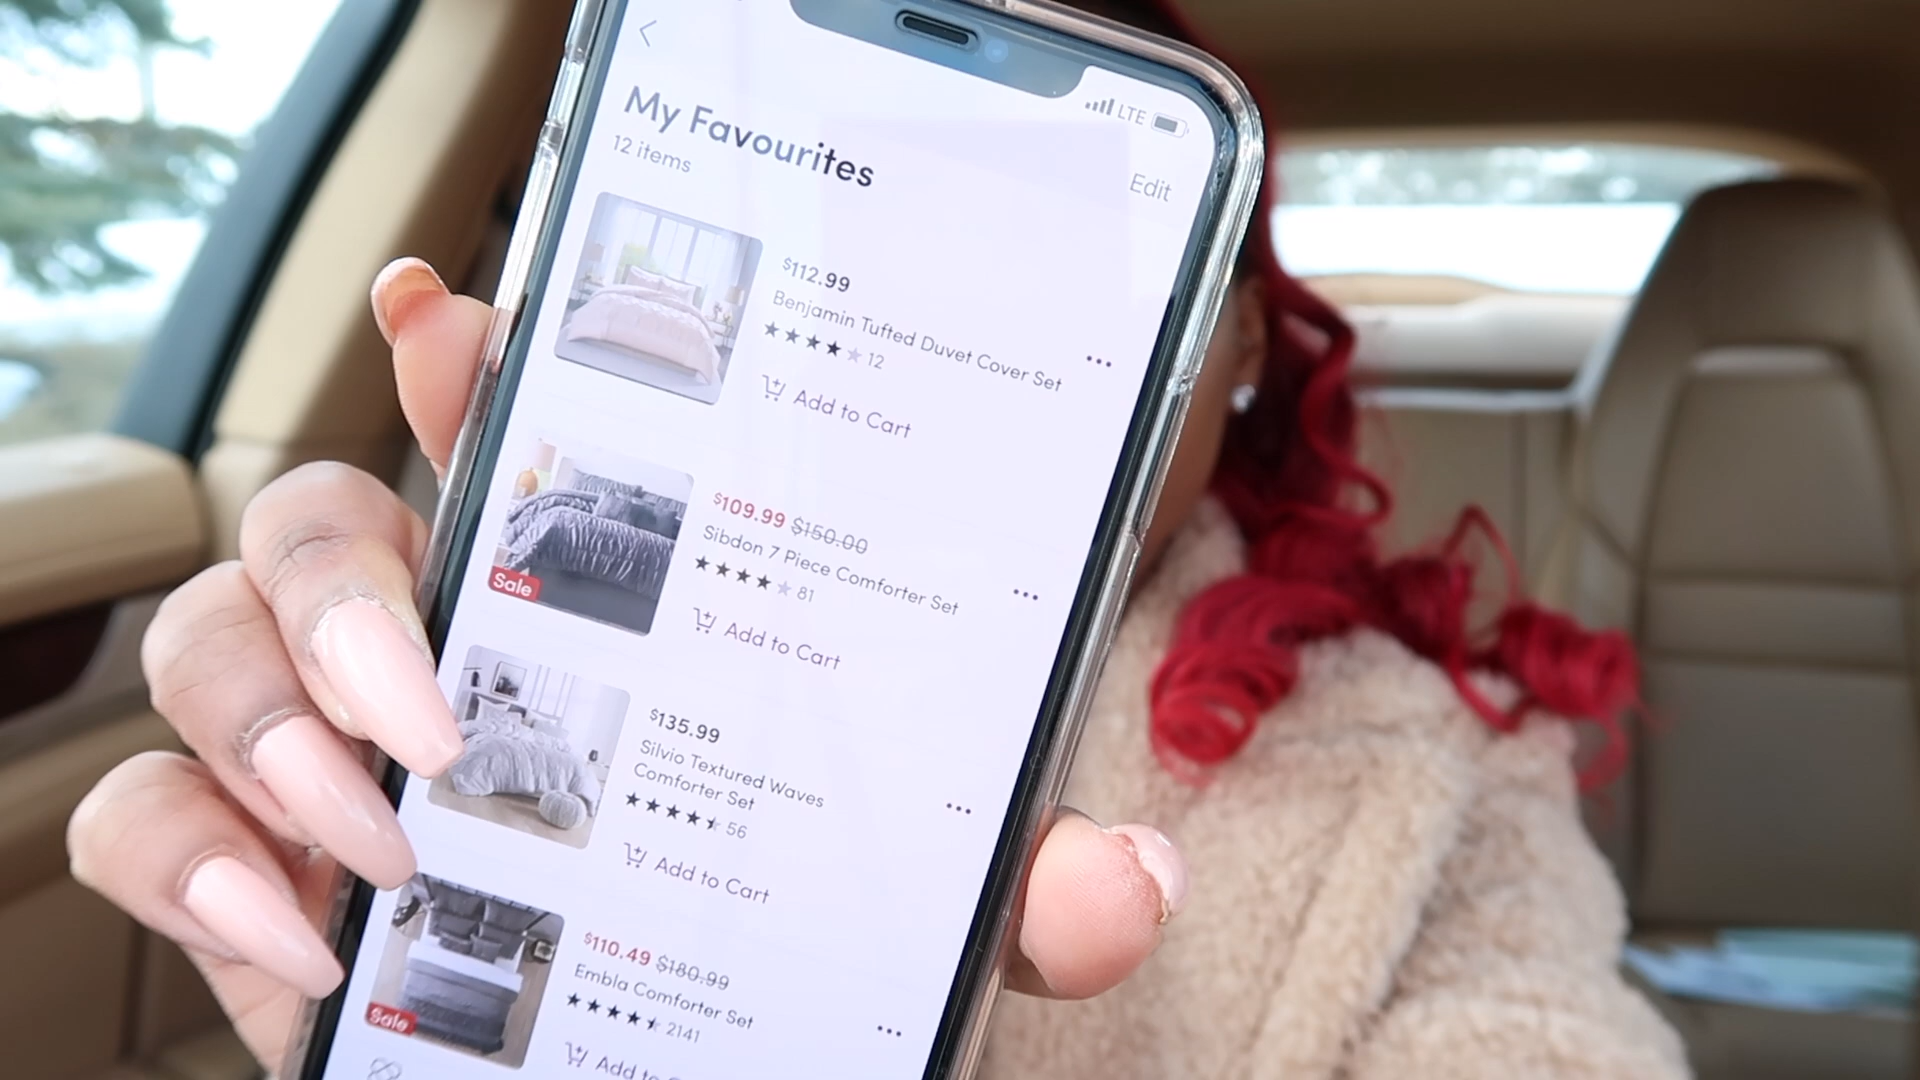 LTE
My Favourites
12 items
Edit
$112.99
Benjamin Tufted Duvet Cover Set
12
Add to Cart
$109.99 $150.00
Sibdon 7 Piece Comforter Set
81
Sale
Add to Cart
$135.99
Silvio Textured Waves
Comforter Set
56
Add to Cart
$110.49 $180.99
Embla Comforter Set
2141
Sale
Add to